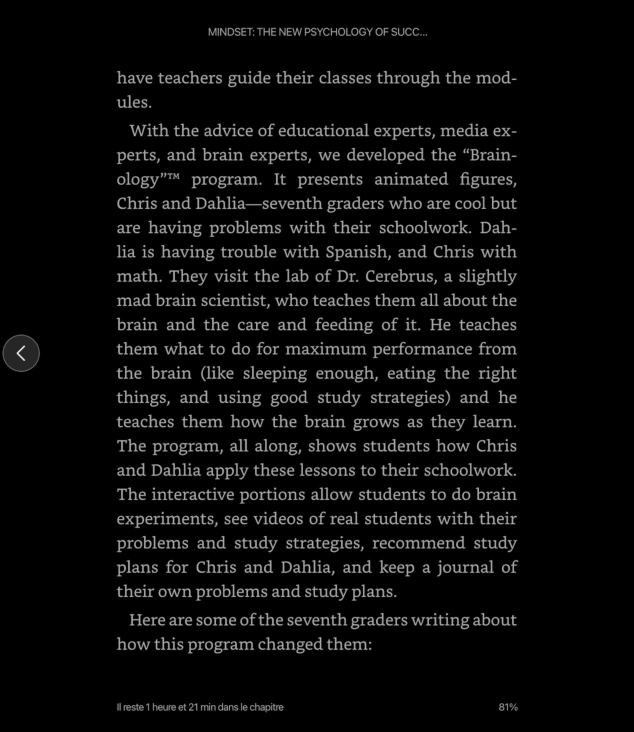 MINDSET: THE NEW PSYCHOLOGY OF SUCC...
have teachers guide their classes through the mod-
ules.
With the advice of educational experts, media ex-
perts, and brain experts, we developed the “Brain-
ology”™ program. It presents animated figures,
Chris and Dahlia—seventh graders who are cool but
are having problems with their schoolwork. Dah-
lia is having trouble with Spanish, and Chris with
math. They visit the lab of Dr. Cerebrus, a slightly
mad brain scientist, who teaches them all about the
brain and the care and feeding of it. He teaches
them what to do for maximum performance from
the brain (like sleeping enough, eating the right
things, and using good study strategies) and he
teaches them how the brain grows as they learn.
The program, all along, shows students how Chris
and Dahlia apply these lessons to their schoolwork.
The interactive portions allow students to do brain
experiments, see videos of real students with their
problems and study strategies, recommend study
plans for Chris and Dahlia, and keep a journal of
their own problems and study plans.
Here are some of the seventh graders writing about
how this program changed them:
Il reste 1 heure et 21 min dans le chapitre 81%